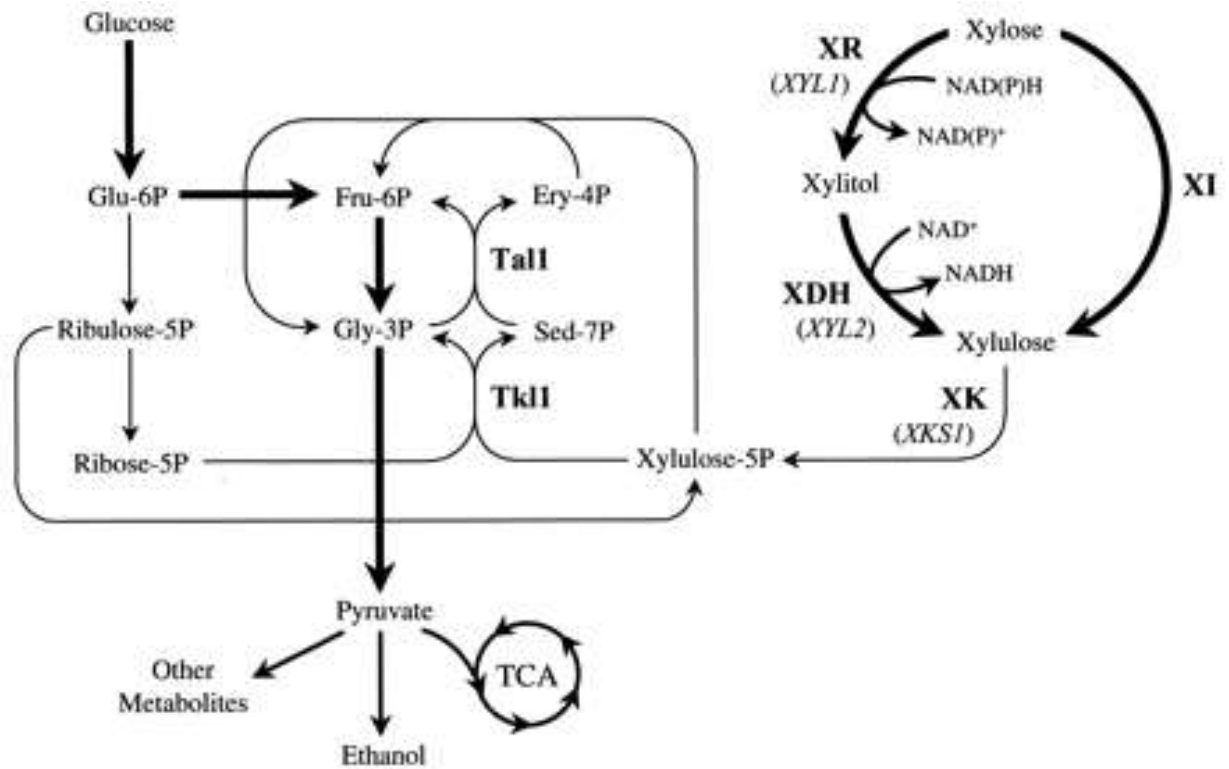 Glucose
Xylose
XR
(XYL1)
NAD(P)H
NAD(P)+
Glu-6P
Fru-6P
Ery-4P
Xylitol
XI
Tal1
NAD+
NADH
XDH
(XYL2)
Ribulose-5P
Gly-3P
Sed-7P
Xylulose
Tkl1
XK
(XKS1)
Ribose-5P
Xylulose-5P
Pyruvate
Other
Metabolites
TCA
Ethanol